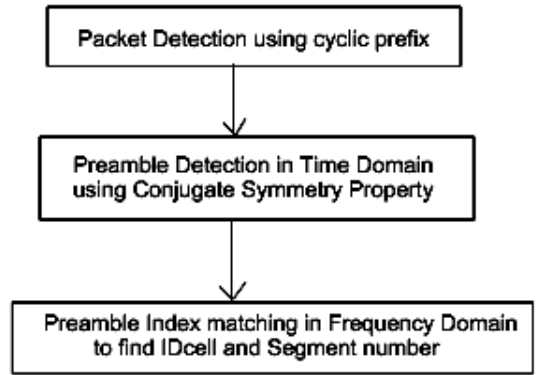 Packet Detection using cyclic prefix
Preamble Detection in Time Domain
using Conjugate Symmetry Property
Preamble Index matching in Frequency Domain
to find IDcell and Segment number